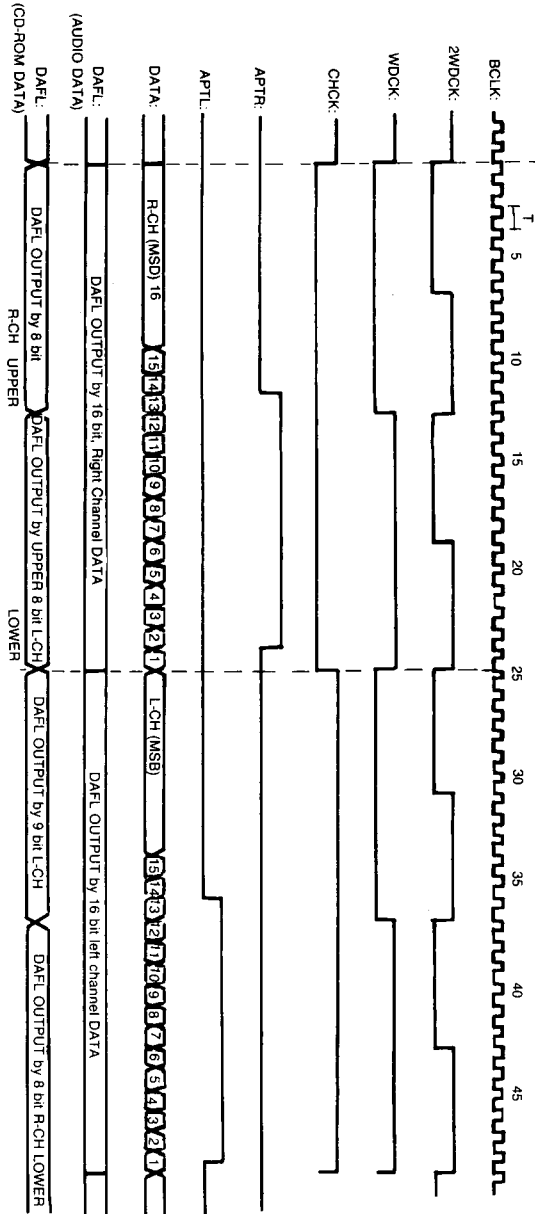 BCLK:
T
5
10
15
20
25
30
35
40
45
2WDCK:
WDCK:
CHCK:
APTR:
APTL:
DATA:
R-CH (MSD) 16
15 14 13 12 11 10 9 8 7 6 5 4 3 2 1
L-CH (MSB)
15 14 13 12 11 10 9 8 7 6 5 4 3 2 1
DAFL:
(AUDIO DATA)
DAFL OUTPUT by 16 bit, Right Channel DATA
DAFL OUTPUT by 16 bit left channel DATA
DAFL:
(CD-ROM DATA)
DAFL OUTPUT by 8 bit
R-CH UPPER
DAFL OUTPUT by UPPER 8 bit L-CH
LOWER
DAFL OUTPUT by 9 bit L-CH
DAFL OUTPUT by 8 bit R-CH LOWER